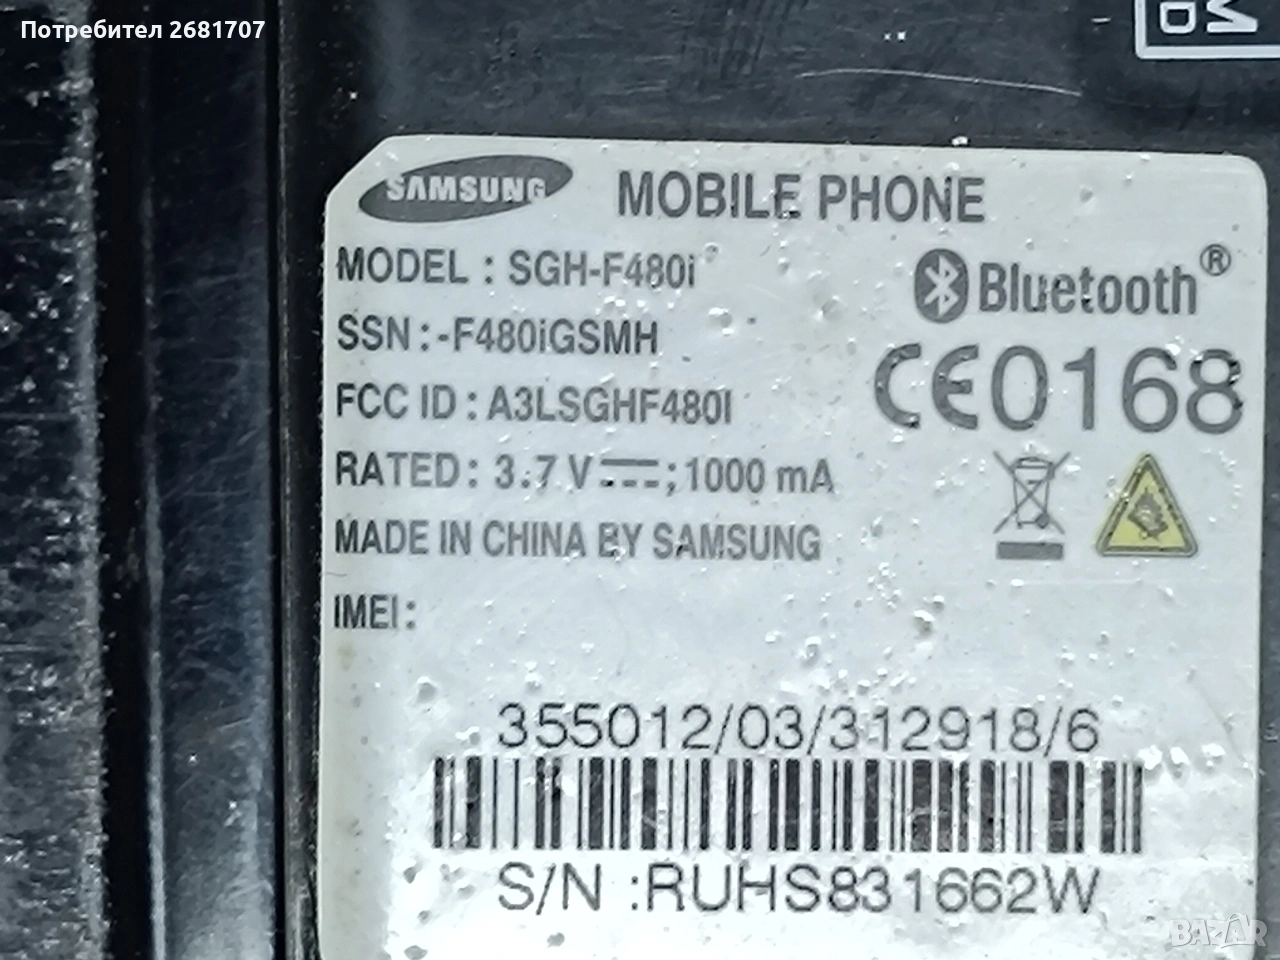 Потребител 2681707
SAMSUNG MOBILE PHONE
MODEL : SGH-F480i
Bluetooth®
SSN : -F480iGSMH
CE0168
FCC ID : A3LSGHF480I
RATED : 3.7 V ; 1000 mA
MADE IN CHINA BY SAMSUNG
IMEI :
355012/03/312918/6
S/N :RUHS831662W
BAZAR